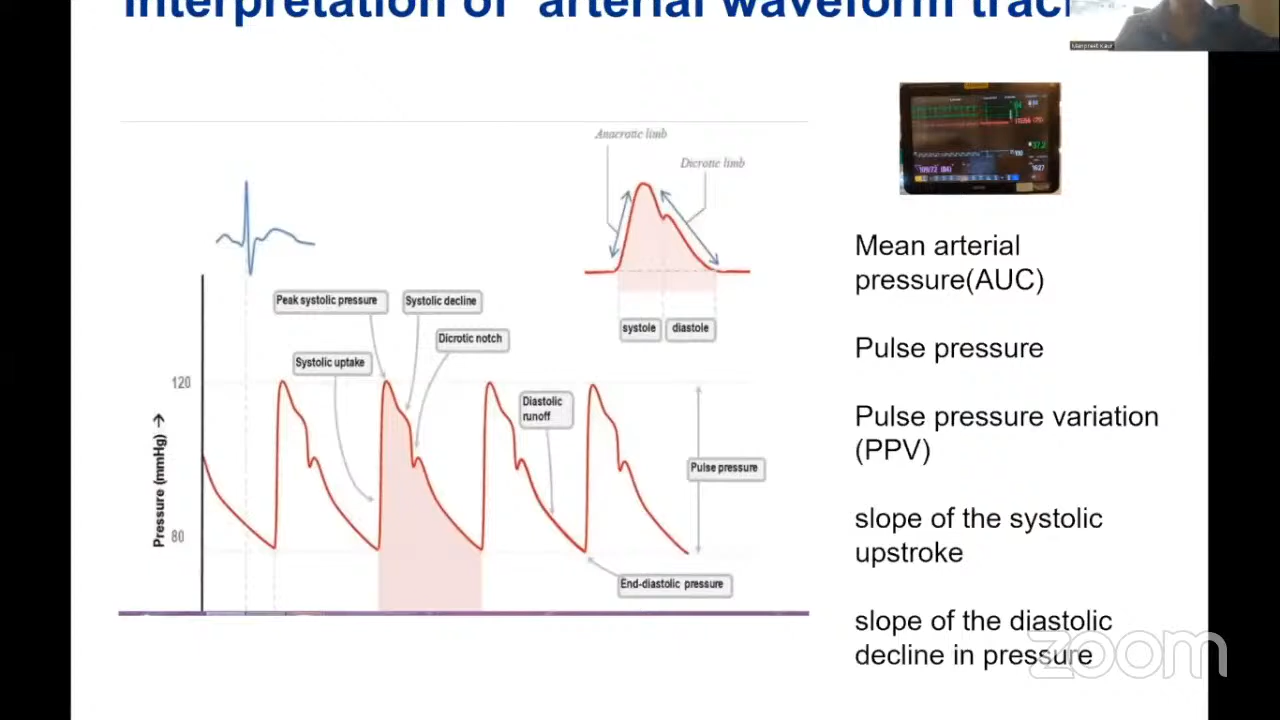 Interpretation of arterial waveform trac
Manpreet Kaur
Anacrotic limb
Dicrotic limb
systole
diastole
Peak systolic pressure
Systolic decline
Dicrotic notch
Systolic uptake
Diastolic
runoff
Pulse pressure
End-diastolic pressure
120
80
Pressure (mmHg) →
Mean arterial
pressure(AUC)
Pulse pressure
Pulse pressure variation
(PPV)
slope of the systolic
upstroke
slope of the diastolic
decline in pressure
zoom